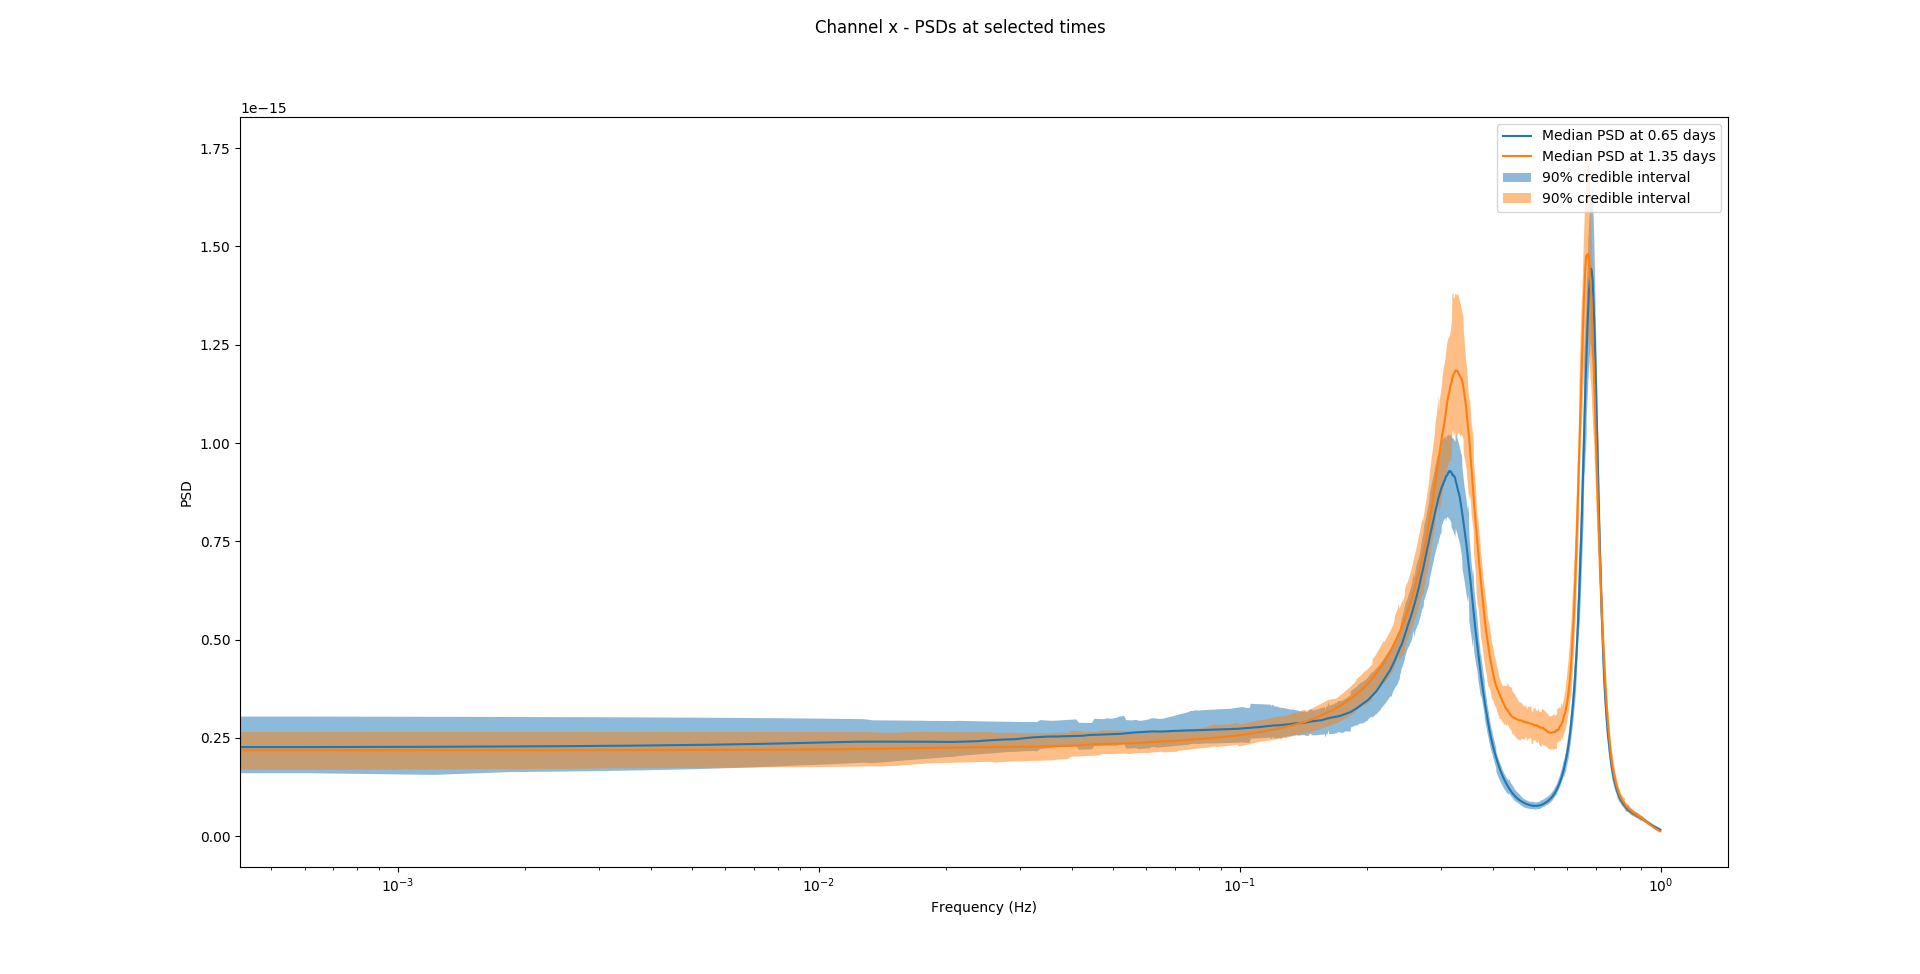 Channel x - PSDs at selected times
1e−15
Median PSD at 0.65 days
Median PSD at 1.35 days
90% credible interval
90% credible interval
1.75
1.50
1.25
1.00
0.75
0.50
0.25
0.00
PSD
10⁻³ 10⁻² 10⁻¹ 10⁰
Frequency (Hz)